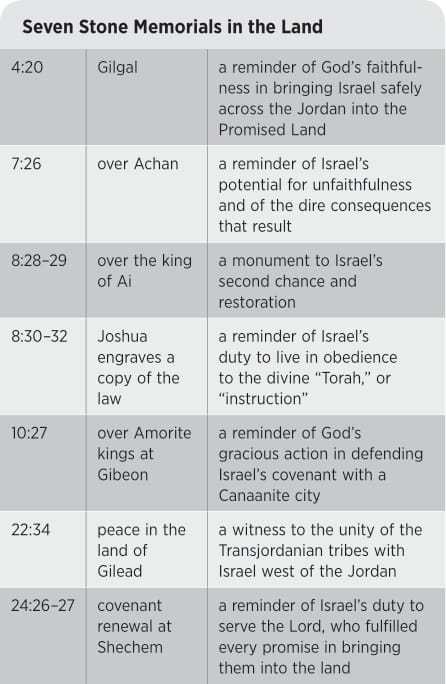 Seven Stone Memorials in the Land
4:20 Gilgal a reminder of God's faithful-
ness in bringing Israel safely
across the Jordan into the
Promised Land
7:26 over Achan a reminder of Israel's
potential for unfaithfulness
and of the dire consequences
that result
8:28–29 over the king a monument to Israel's
of Ai second chance and
restoration
8:30–32 Joshua a reminder of Israel's
engraves a duty to live in obedience
copy of the to the divine “Torah,” or
law “instruction”
10:27 over Amorite a reminder of God's
kings at gracious action in defending
Gibeon Israel's covenant with a
Canaanite city
22:34 peace in the a witness to the unity of the
land of Transjordanian tribes with
Gilead Israel west of the Jordan
24:26–27 covenant a reminder of Israel's duty to
renewal at serve the Lord, who fulfilled
Shechem every promise in bringing
them into the land